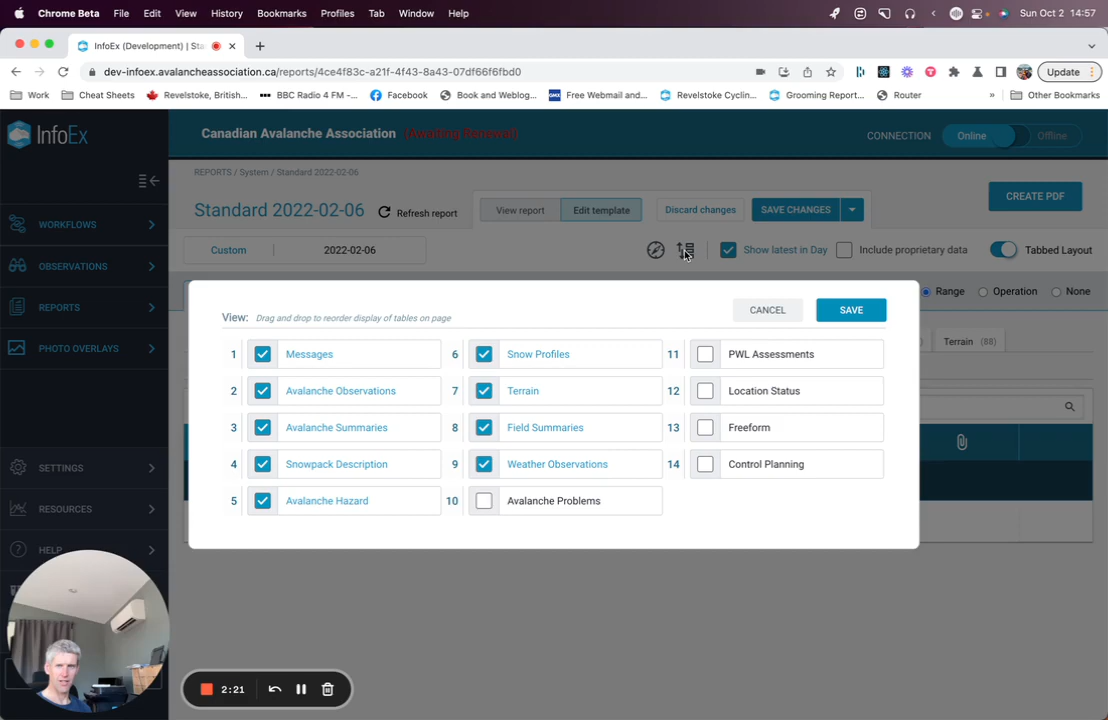 Chrome Beta File Edit View History Bookmarks Profiles Tab Window Help Sun Oct 2 14:57
InfoEx (Development) | Sta
dev-infoex.avalancheassociation.ca/reports/4ce4f83c-a21f-4f43-8a43-07df66f6fbd0 Update
Work Cheat Sheets Revelstoke, British... BBC Radio 4 FM -... Facebook Book and Weblog... Free Webmail and... Revelstoke Cyclin... Grooming Report... Router » Other Bookmarks
InfoEx Canadian Avalanche Association (Awaiting Renewal) CONNECTION Online Offline
REPORTS / System / Standard 2022-02-06
Standard 2022-02-06 Refresh report View report Edit template Discard changes SAVE CHANGES CREATE PDF
Custom 2022-02-06 Show latest in Day Include proprietary data Tabbed Layout
WORKFLOWS
OBSERVATIONS
REPORTS
PHOTO OVERLAYS
SETTINGS
RESOURCES
HELP
Range Operation None
Terrain (88)
View: Drag and drop to reorder display of tables on page CANCEL SAVE
1 Messages 6 Snow Profiles 11 PWL Assessments
2 Avalanche Observations 7 Terrain 12 Location Status
3 Avalanche Summaries 8 Field Summaries 13 Freeform
4 Snowpack Description 9 Weather Observations 14 Control Planning
5 Avalanche Hazard 10 Avalanche Problems
2:21